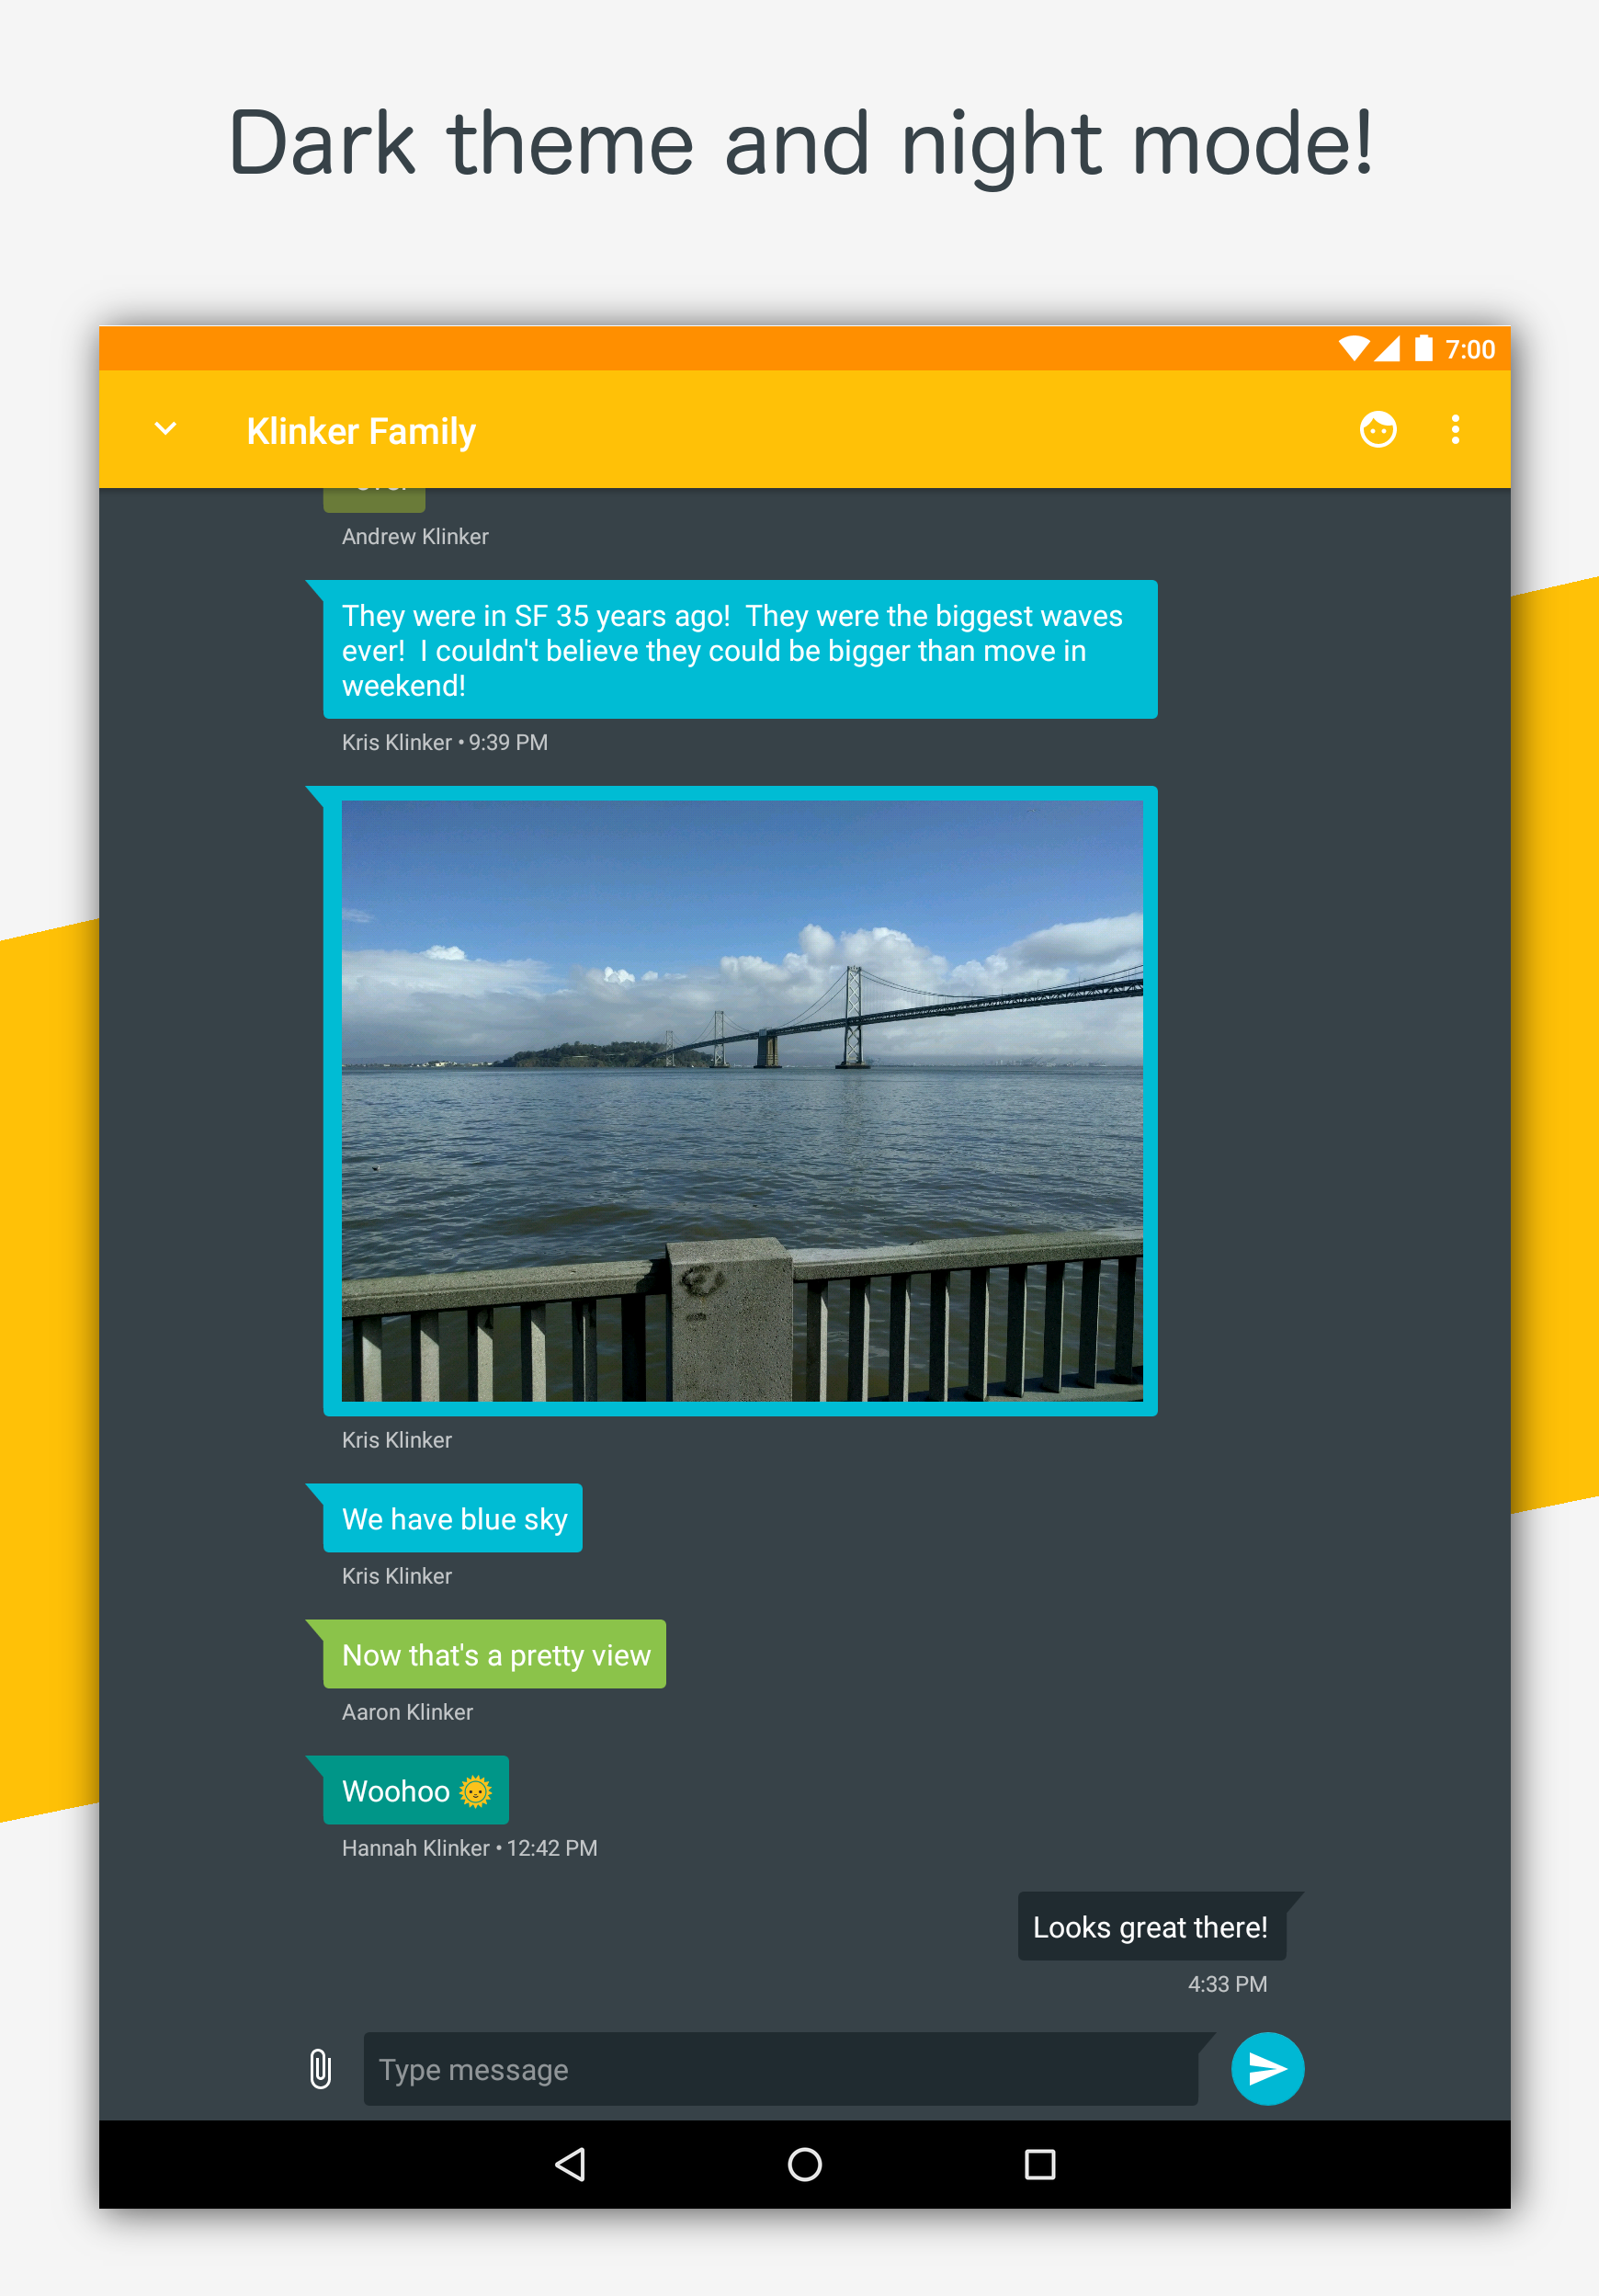 Dark theme and night mode!
7:00
Klinker Family
Andrew Klinker
They were in SF 35 years ago!  They were the biggest waves
ever!  I couldn't believe they could be bigger than move in
weekend!
Kris Klinker • 9:39 PM
Kris Klinker
We have blue sky
Kris Klinker
Now that's a pretty view
Aaron Klinker
Woohoo 🌞
Hannah Klinker • 12:42 PM
Looks great there!
4:33 PM
Type message